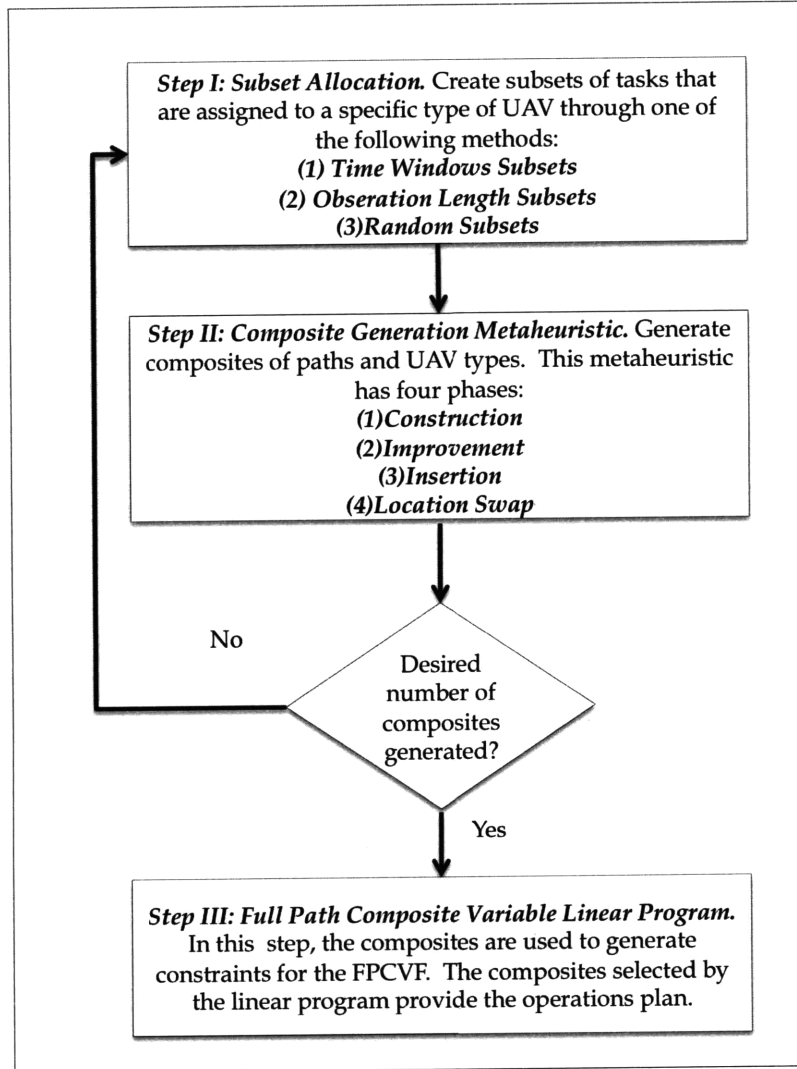 Step I: Subset Allocation. Create subsets of tasks that
are assigned to a specific type of UAV through one of
the following methods:
(1) Time Windows Subsets
(2) Obseration Length Subsets
(3)Random Subsets
Step II: Composite Generation Metaheuristic. Generate
composites of paths and UAV types. This metaheuristic
has four phases:
(1)Construction
(2)Improvement
(3)Insertion
(4)Location Swap
No
Desired
number of
composites
generated?
Yes
Step III: Full Path Composite Variable Linear Program.
In this step, the composites are used to generate
constraints for the FPCVF. The composites selected by
the linear program provide the operations plan.